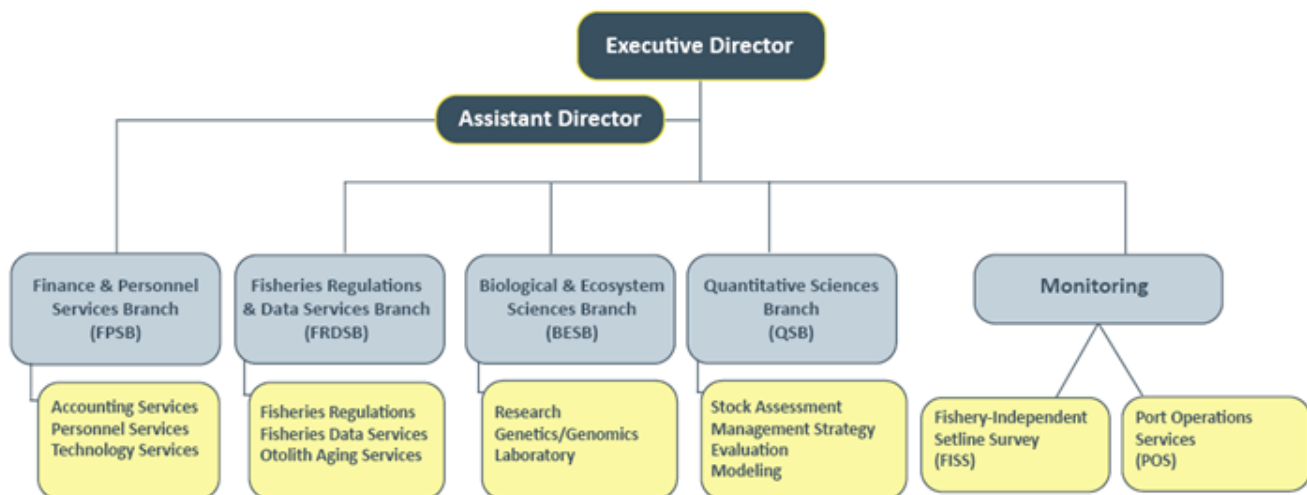 Executive Director
Assistant Director
Finance & Personnel
Services Branch
(FPSB)
Fisheries Regulations
& Data Services Branch
(FRDSB)
Biological & Ecosystem
Sciences Branch
(BESB)
Quantitative Sciences
Branch
(QSB)
Monitoring
Accounting Services
Personnel Services
Technology Services
Fisheries Regulations
Fisheries Data Services
Otolith Aging Services
Research
Genetics/Genomics
Laboratory
Stock Assessment
Management Strategy
Evaluation
Modeling
Fishery-Independent
Setline Survey
(FISS)
Port Operations
Services
(POS)